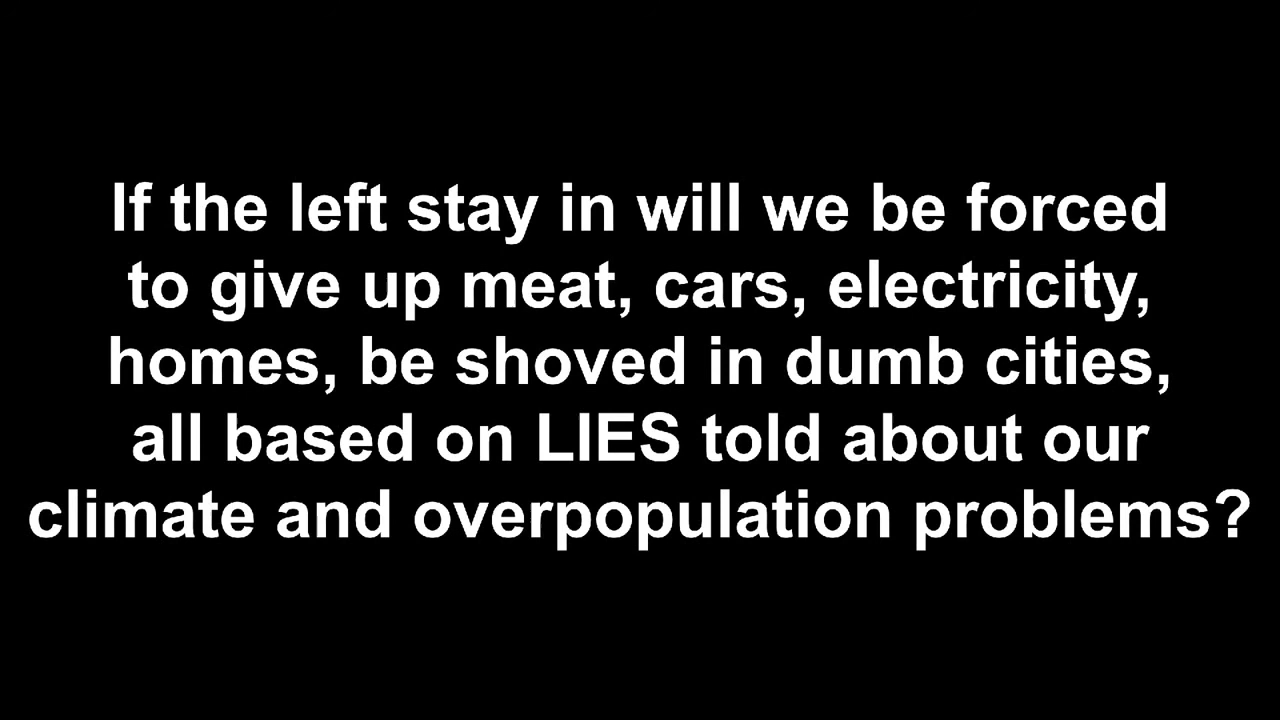 If the left stay in will we be forced
to give up meat, cars, electricity,
homes, be shoved in dumb cities,
all based on LIES told about our
climate and overpopulation problems?